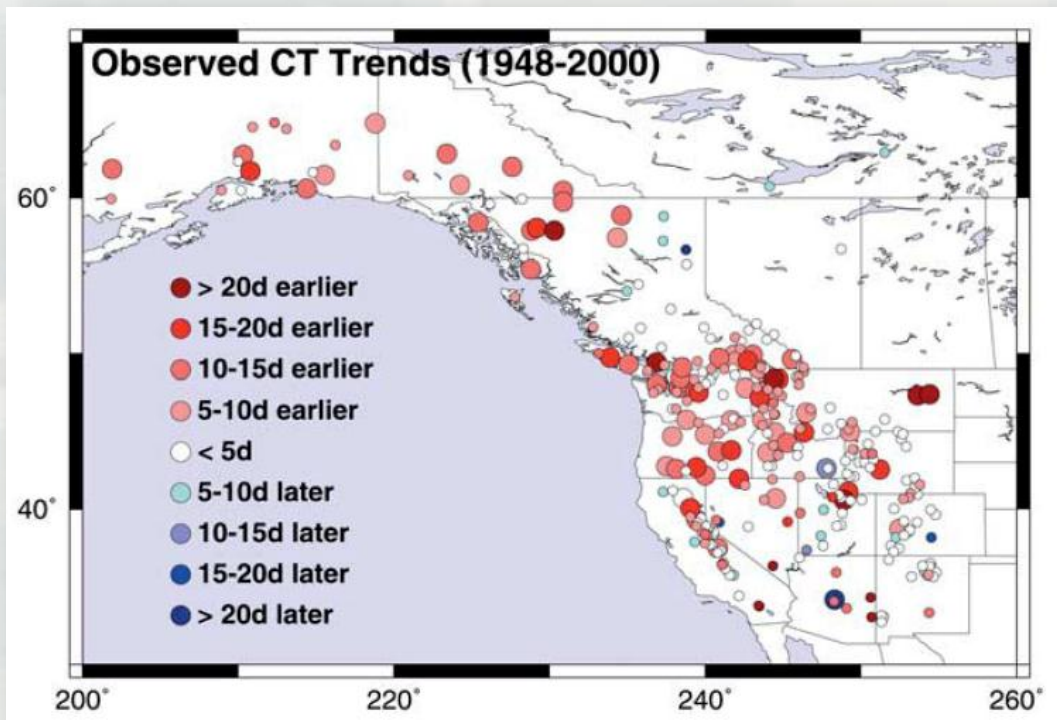 Observed CT Trends (1948-2000)
60°
> 20d earlier
15-20d earlier
10-15d earlier
5-10d earlier
< 5d
5-10d later
10-15d later
15-20d later
> 20d later
40°
200° 220° 240° 260°